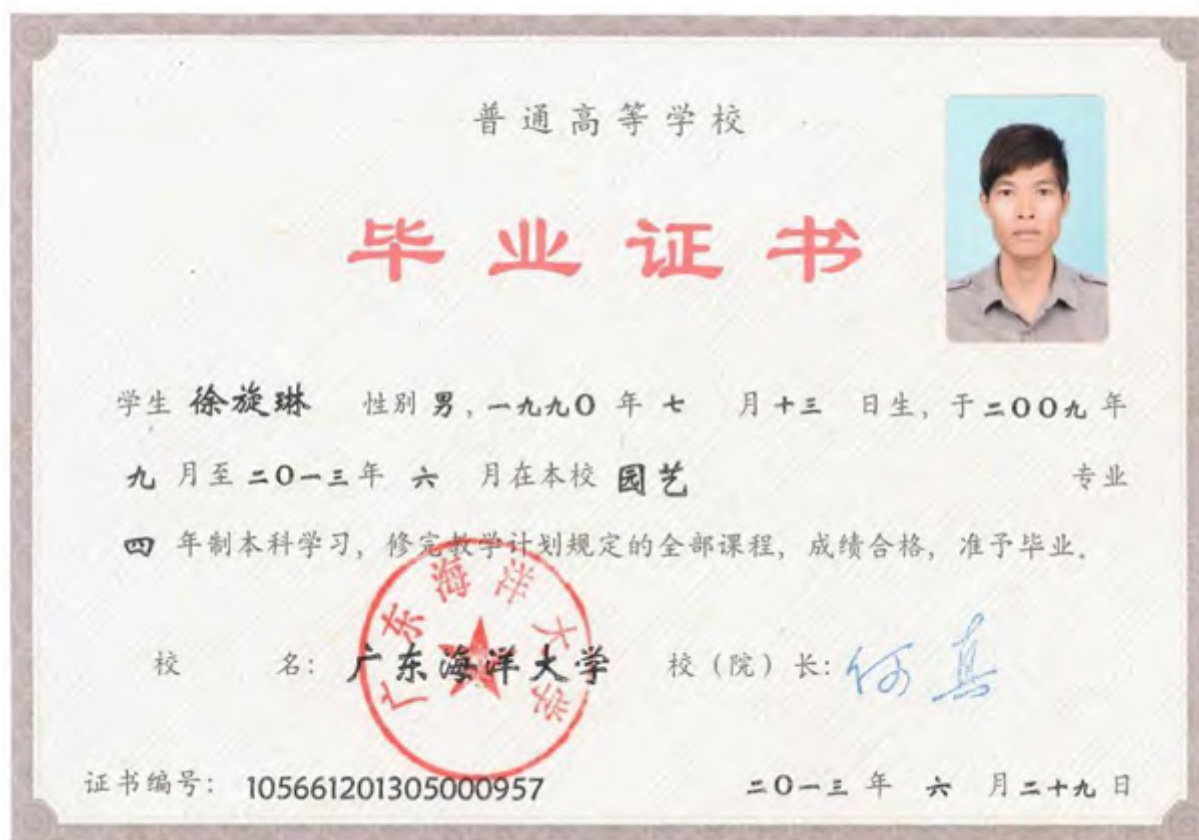 普通高等学校
毕业证书
学生 徐旋琳 性别 男，一九九〇 年 七 月 十三 日生，于 二〇〇九 年
九 月至 二〇一三 年 六 月在本校 园艺 专业
四 年制本科学习，修完教学计划规定的全部课程，成绩合格，准予毕业。
广东海洋大学
校 名：广东海洋大学 校（院）长：何真
证书编号：105661201305000957 二〇一三 年 六 月 二十九 日